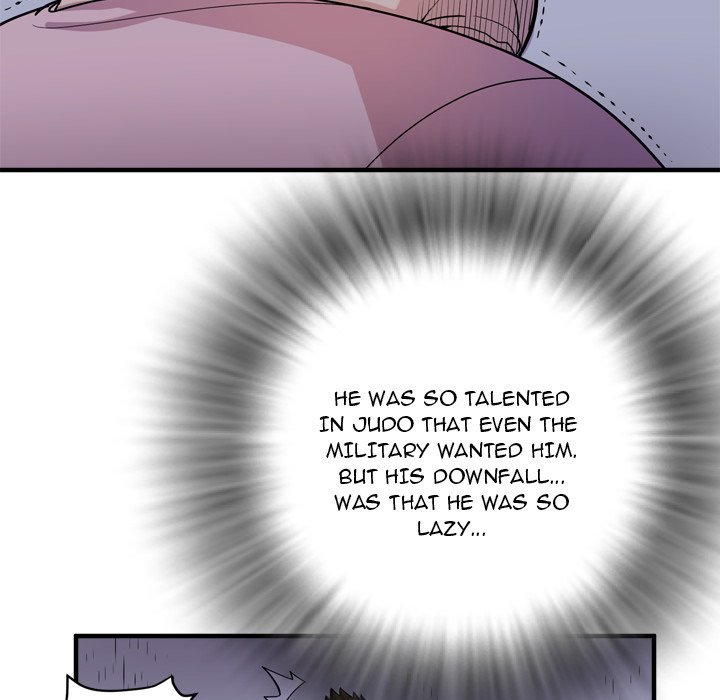 HE WAS SO TALENTED
IN JUDO THAT EVEN THE
MILITARY WANTED HIM.
BUT HIS DOWNFALL...
WAS THAT HE WAS SO
LAZY...